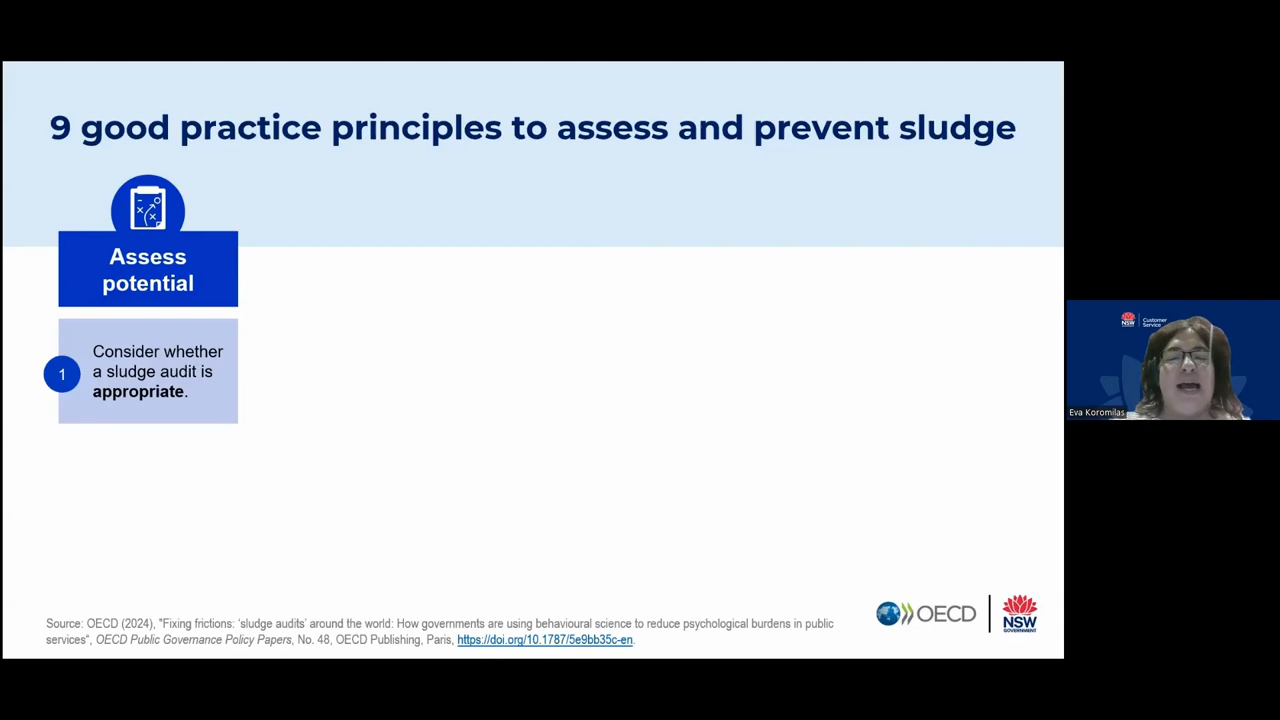 9 good practice principles to assess and prevent sludge
Assess
potential
1
Consider whether
a sludge audit is
appropriate.
Source: OECD (2024), "Fixing frictions: ‘sludge audits’ around the world: How governments are using behavioural science to reduce psychological burdens in public
services", OECD Public Governance Policy Papers, No. 48, OECD Publishing, Paris, https://doi.org/10.1787/5e9bb35c-en.
OECD
NSW
GOVERNMENT
NSW
Customer
Service
Eva Koromilas